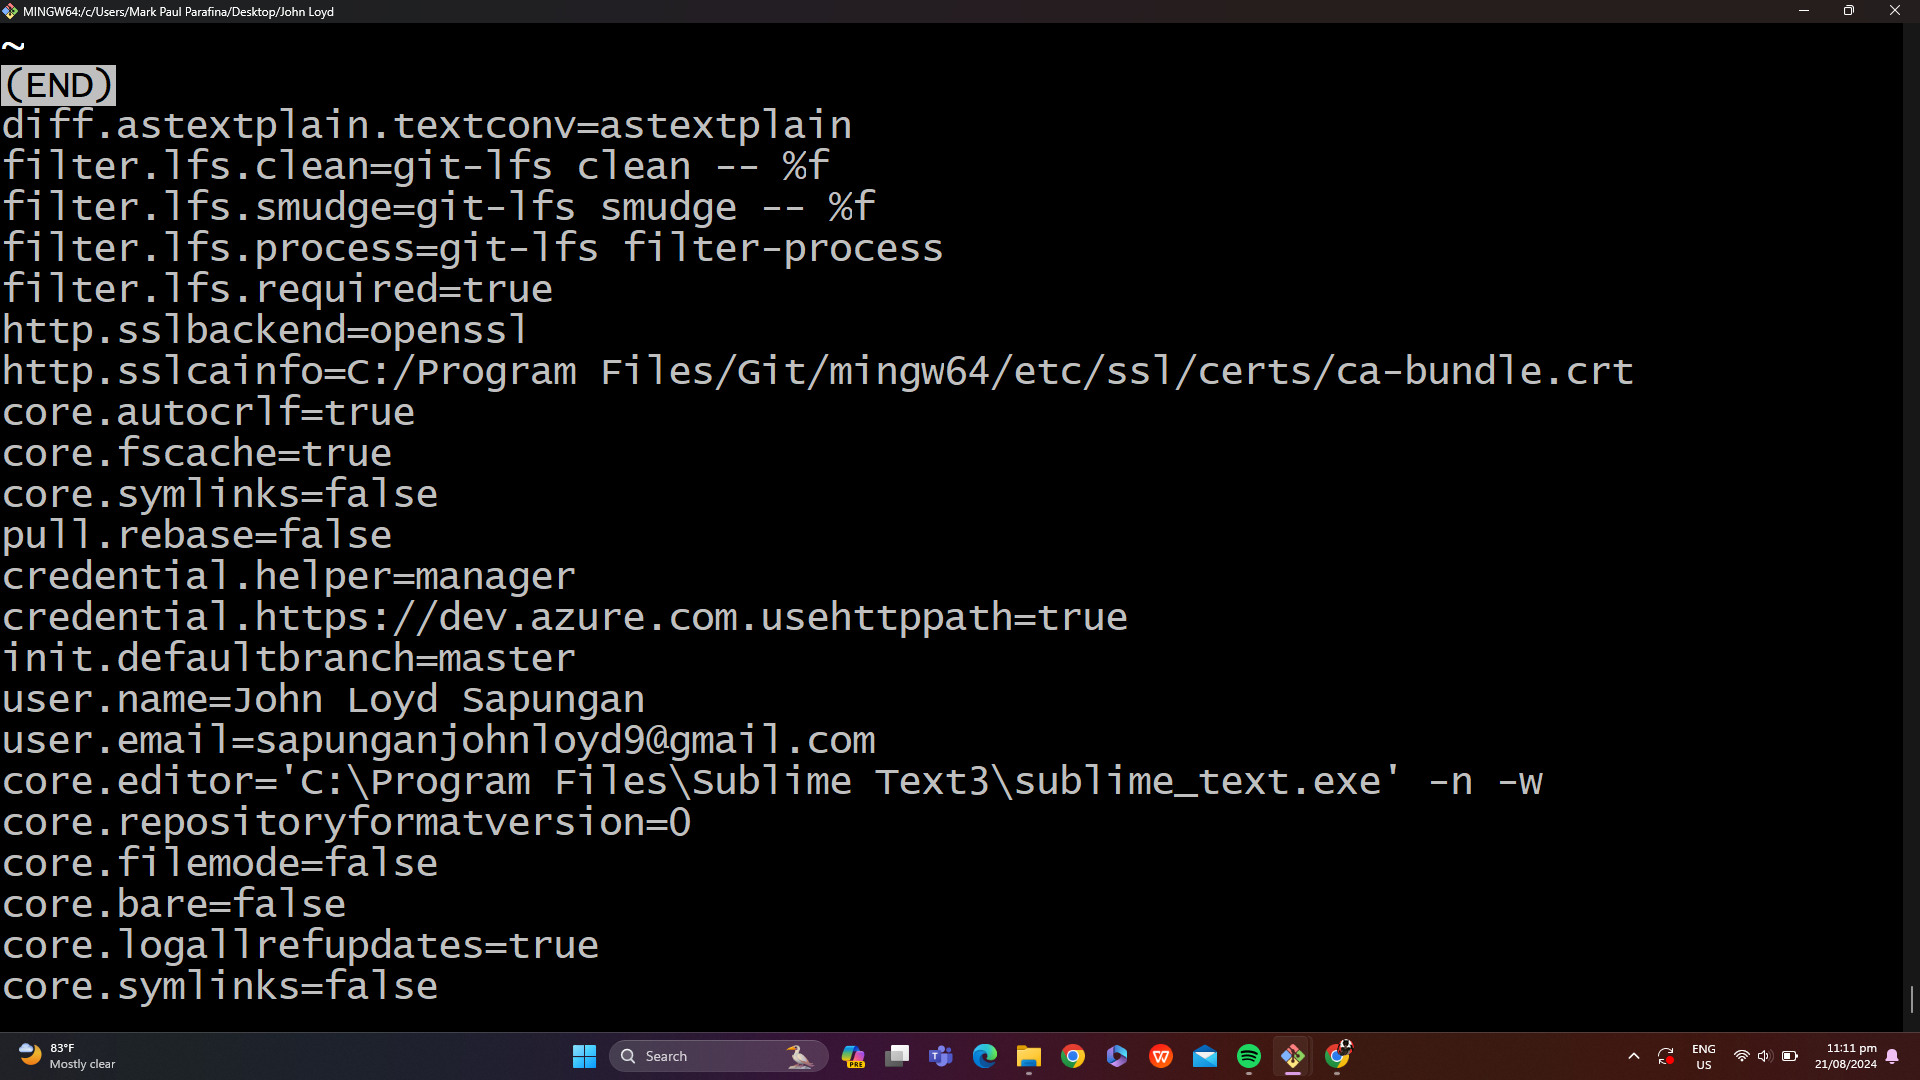 MINGW64:/c/Users/Mark Paul Parafina/Desktop/John Loyd
~
(END)
diff.astextplain.textconv=astextplain
filter.lfs.clean=git-lfs clean -- %f
filter.lfs.smudge=git-lfs smudge -- %f
filter.lfs.process=git-lfs filter-process
filter.lfs.required=true
http.sslbackend=openssl
http.sslcainfo=C:/Program Files/Git/mingw64/etc/ssl/certs/ca-bundle.crt
core.autocrlf=true
core.fscache=true
core.symlinks=false
pull.rebase=false
credential.helper=manager
credential.https://dev.azure.com.usehttppath=true
init.defaultbranch=master
user.name=John Loyd Sapungan
user.email=sapunganjohnloyd9@gmail.com
core.editor='C:\Program Files\Sublime Text3\sublime_text.exe' -n -w
core.repositoryformatversion=0
core.filemode=false
core.bare=false
core.logallrefupdates=true
core.symlinks=false
83°F
Mostly clear
Search
PRE
ENG
US
11:11 pm
21/08/2024